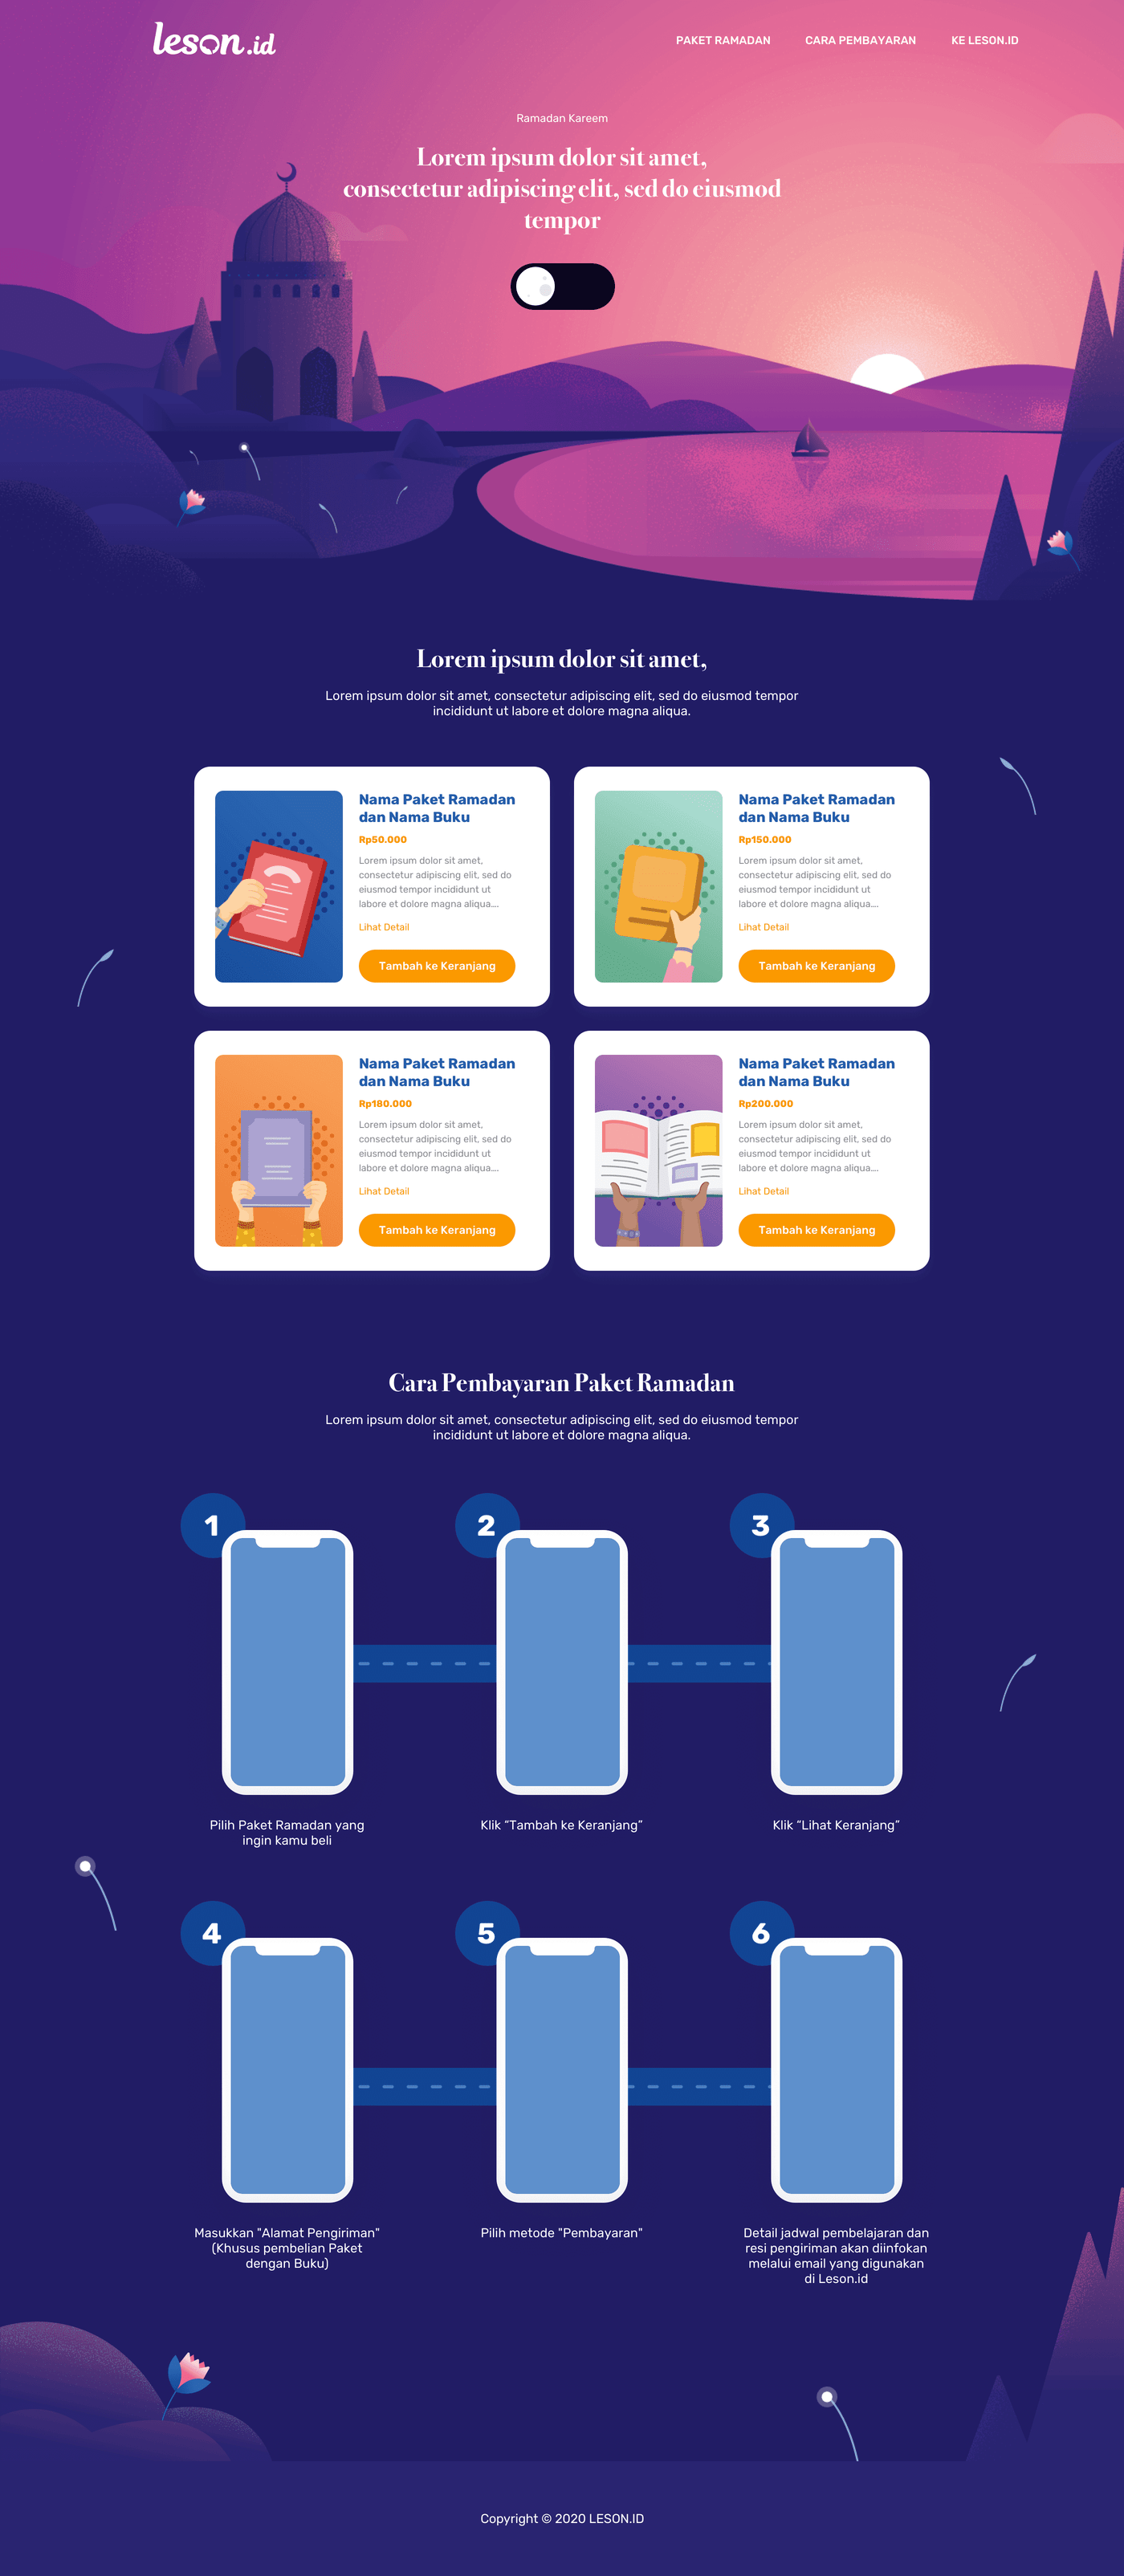 leson.id
PAKET RAMADAN
CARA PEMBAYARAN
KE LESON.ID
Ramadan Kareem
Lorem ipsum dolor sit amet,
consectetur adipiscing elit, sed do eiusmod
tempor
Lorem ipsum dolor sit amet,
Lorem ipsum dolor sit amet, consectetur adipiscing elit, sed do eiusmod tempor
incididunt ut labore et dolore magna aliqua.
Nama Paket Ramadan
dan Nama Buku
Rp50.000
Lorem ipsum dolor sit amet,
consectetur adipiscing elit, sed do
eiusmod tempor incididunt ut
labore et dolore magna aliqua....
Lihat Detail
Tambah ke Keranjang
Nama Paket Ramadan
dan Nama Buku
Rp150.000
Lorem ipsum dolor sit amet,
consectetur adipiscing elit, sed do
eiusmod tempor incididunt ut
labore et dolore magna aliqua....
Lihat Detail
Tambah ke Keranjang
Nama Paket Ramadan
dan Nama Buku
Rp180.000
Lorem ipsum dolor sit amet,
consectetur adipiscing elit, sed do
eiusmod tempor incididunt ut
labore et dolore magna aliqua....
Lihat Detail
Tambah ke Keranjang
Nama Paket Ramadan
dan Nama Buku
Rp200.000
Lorem ipsum dolor sit amet,
consectetur adipiscing elit, sed do
eiusmod tempor incididunt ut
labore et dolore magna aliqua....
Lihat Detail
Tambah ke Keranjang
Cara Pembayaran Paket Ramadan
Lorem ipsum dolor sit amet, consectetur adipiscing elit, sed do eiusmod tempor
incididunt ut labore et dolore magna aliqua.
1
Pilih Paket Ramadan yang
ingin kamu beli
2
Klik “Tambah ke Keranjang”
3
Klik “Lihat Keranjang”
4
Masukkan "Alamat Pengiriman"
(Khusus pembelian Paket
dengan Buku)
5
Pilih metode "Pembayaran"
6
Detail jadwal pembelajaran dan
resi pengiriman akan diinfokan
melalui email yang digunakan
di Leson.id
Copyright © 2020 LESON.ID